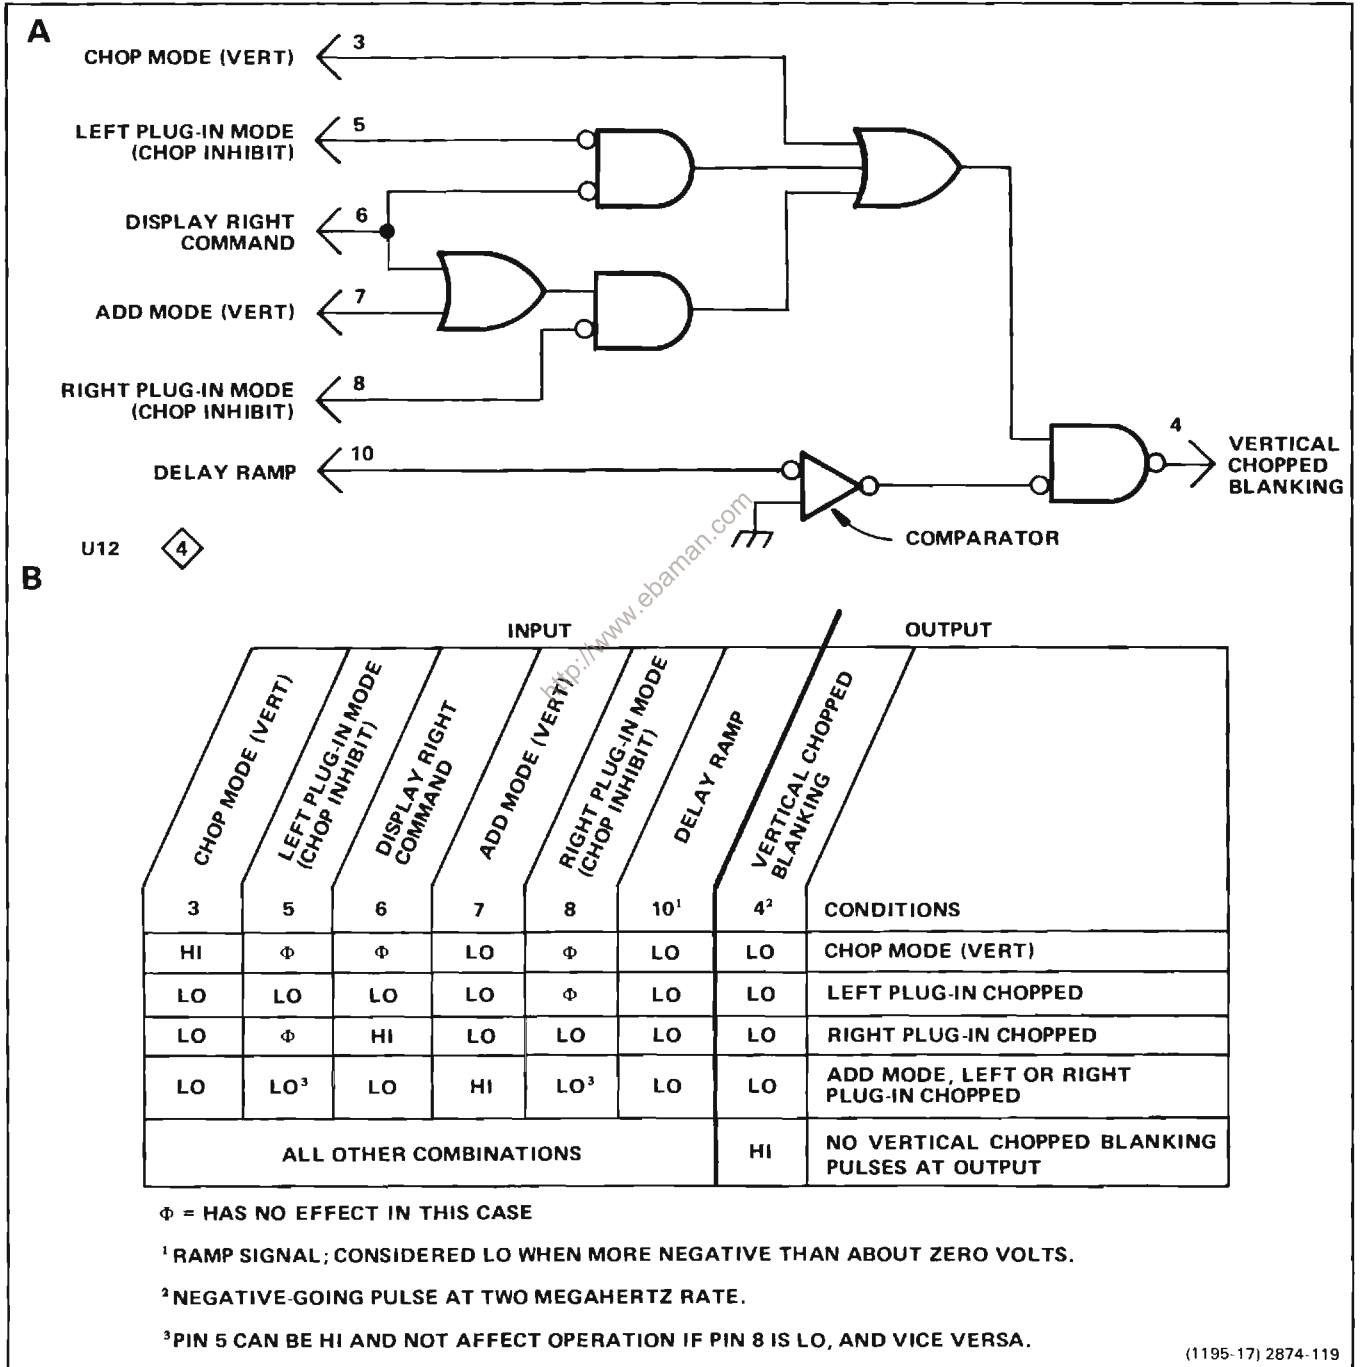 A
CHOP MODE (VERT)
3
LEFT PLUG-IN MODE
(CHOP INHIBIT)
5
DISPLAY RIGHT
COMMAND
6
ADD MODE (VERT)
7
RIGHT PLUG-IN MODE
(CHOP INHIBIT)
8
DELAY RAMP
10
4
VERTICAL
CHOPPED
BLANKING
COMPARATOR
U12
4
http://www.ebaman.com
B
INPUT
OUTPUT
CHOP MODE (VERT)
LEFT PLUG-IN MODE
(CHOP INHIBIT)
DISPLAY RIGHT
COMMAND
ADD MODE (VERT)
RIGHT PLUG-IN MODE
(CHOP INHIBIT)
DELAY RAMP
VERTICAL CHOPPED
BLANKING
3 5 6 7 8 10¹ 4² CONDITIONS
HI Φ Φ LO Φ LO LO CHOP MODE (VERT)
LO LO LO LO Φ LO LO LEFT PLUG-IN CHOPPED
LO Φ HI LO LO LO LO RIGHT PLUG-IN CHOPPED
LO LO³ LO HI LO³ LO LO ADD MODE, LEFT OR RIGHT
PLUG-IN CHOPPED
ALL OTHER COMBINATIONS HI NO VERTICAL CHOPPED BLANKING
PULSES AT OUTPUT
Φ = HAS NO EFFECT IN THIS CASE
¹ RAMP SIGNAL; CONSIDERED LO WHEN MORE NEGATIVE THAN ABOUT ZERO VOLTS.
² NEGATIVE-GOING PULSE AT TWO MEGAHERTZ RATE.
³ PIN 5 CAN BE HI AND NOT AFFECT OPERATION IF PIN 8 IS LO, AND VICE VERSA.
(1195-17) 2874-119